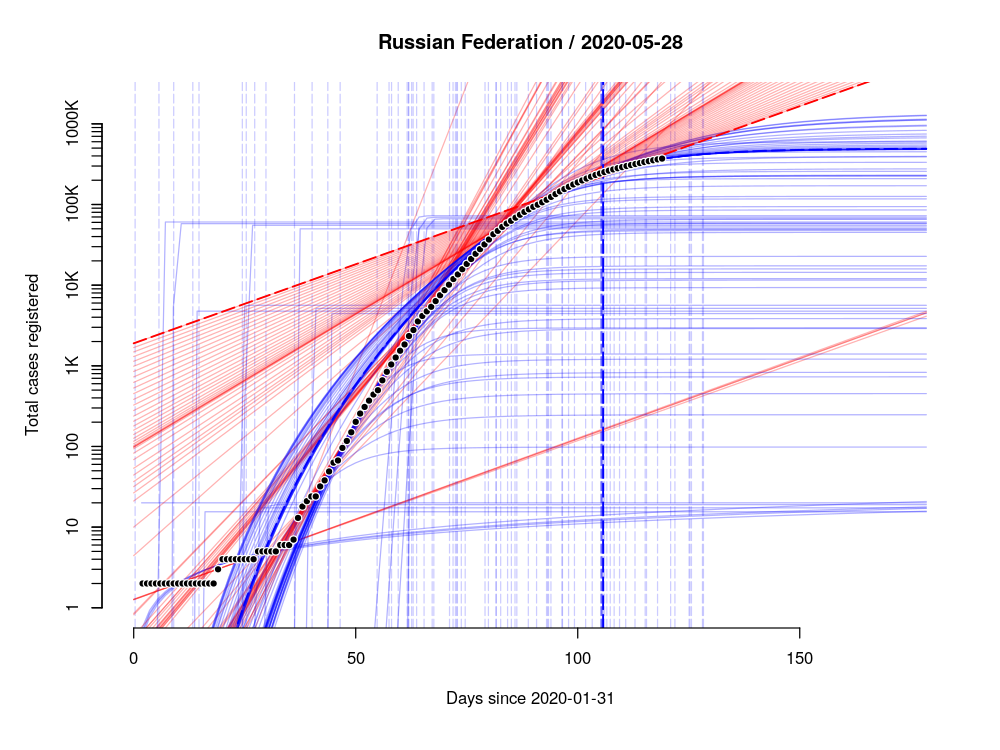 Russian Federation / 2020-05-28
Total cases registered
1000K
100K
10K
1K
100
10
1
0 50 100 150
Days since 2020-01-31